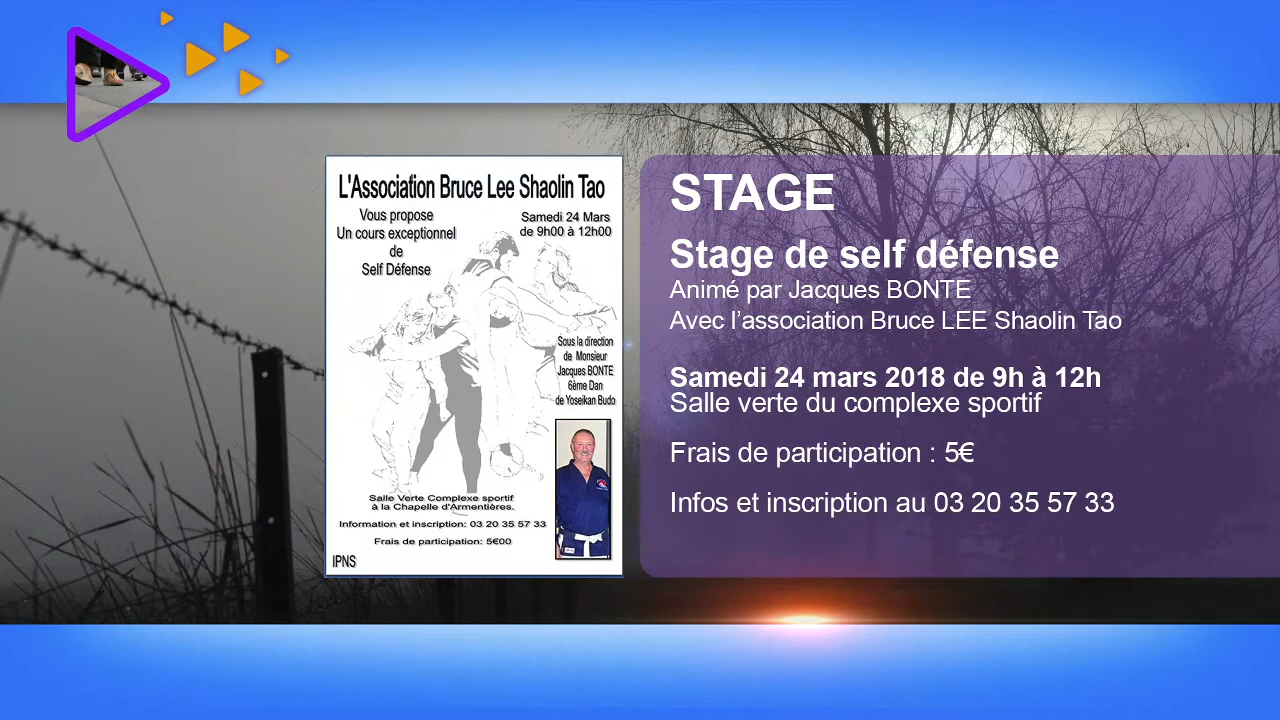 L'Association Bruce Lee Shaolin Tao
Vous propose
Un cours exceptionnel
de
Self Défense
Samedi 24 Mars
de 9h00 à 12h00
Sous la direction
de Monsieur
Jacques BONTE
6ème Dan
de Yoseikan Budo
Salle Verte Complexe sportif
à la Chapelle d'Armentières.
Information et inscription: 03 20 35 57 33
Frais de participation: 5€00
IPNS
STAGE
Stage de self défense
Animé par Jacques BONTE
Avec l’association Bruce LEE Shaolin Tao
Samedi 24 mars 2018 de 9h à 12h
Salle verte du complexe sportif
Frais de participation : 5€
Infos et inscription au 03 20 35 57 33